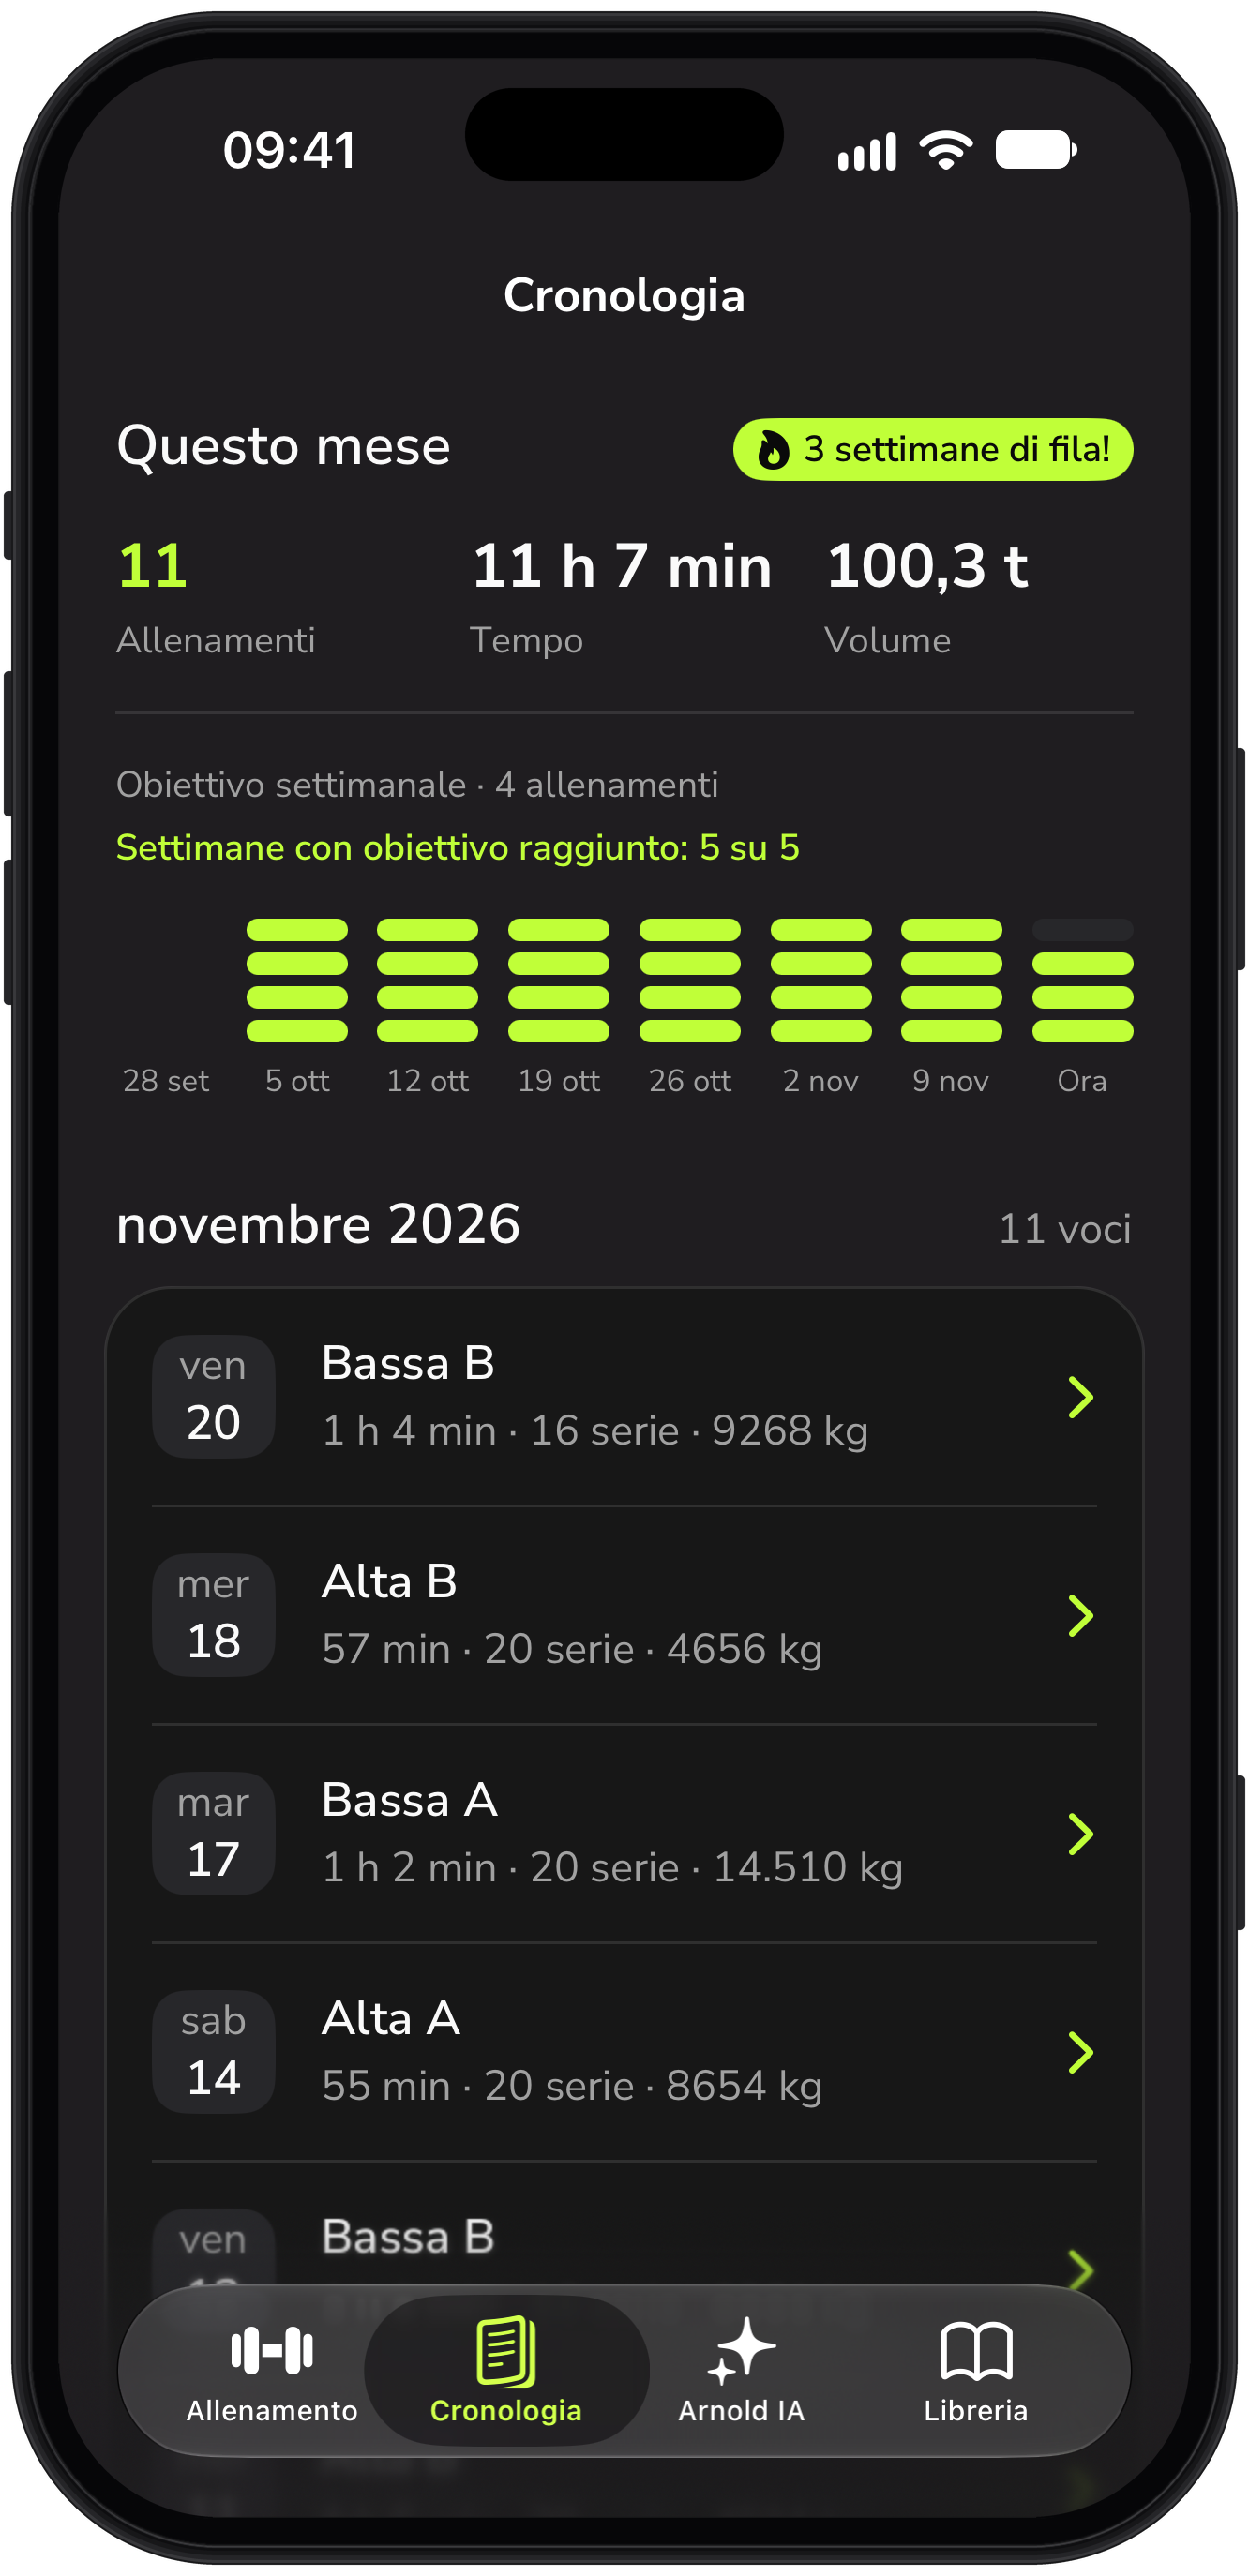 09:41
Cronologia
Questo mese
3 settimane di fila!
11
11 h 7 min
100,3 t
Allenamenti
Tempo
Volume
Obiettivo settimanale · 4 allenamenti
Settimane con obiettivo raggiunto: 5 su 5
28 set
5 ott
12 ott
19 ott
26 ott
2 nov
9 nov
Ora
novembre 2026
11 voci
ven
20
Bassa B
1 h 4 min · 16 serie · 9268 kg
mer
18
Alta B
57 min · 20 serie · 4656 kg
mar
17
Bassa A
1 h 2 min · 20 serie · 14.510 kg
sab
14
Alta A
55 min · 20 serie · 8654 kg
ven
Bassa B
Allenamento
Cronologia
Arnold IA
Libreria